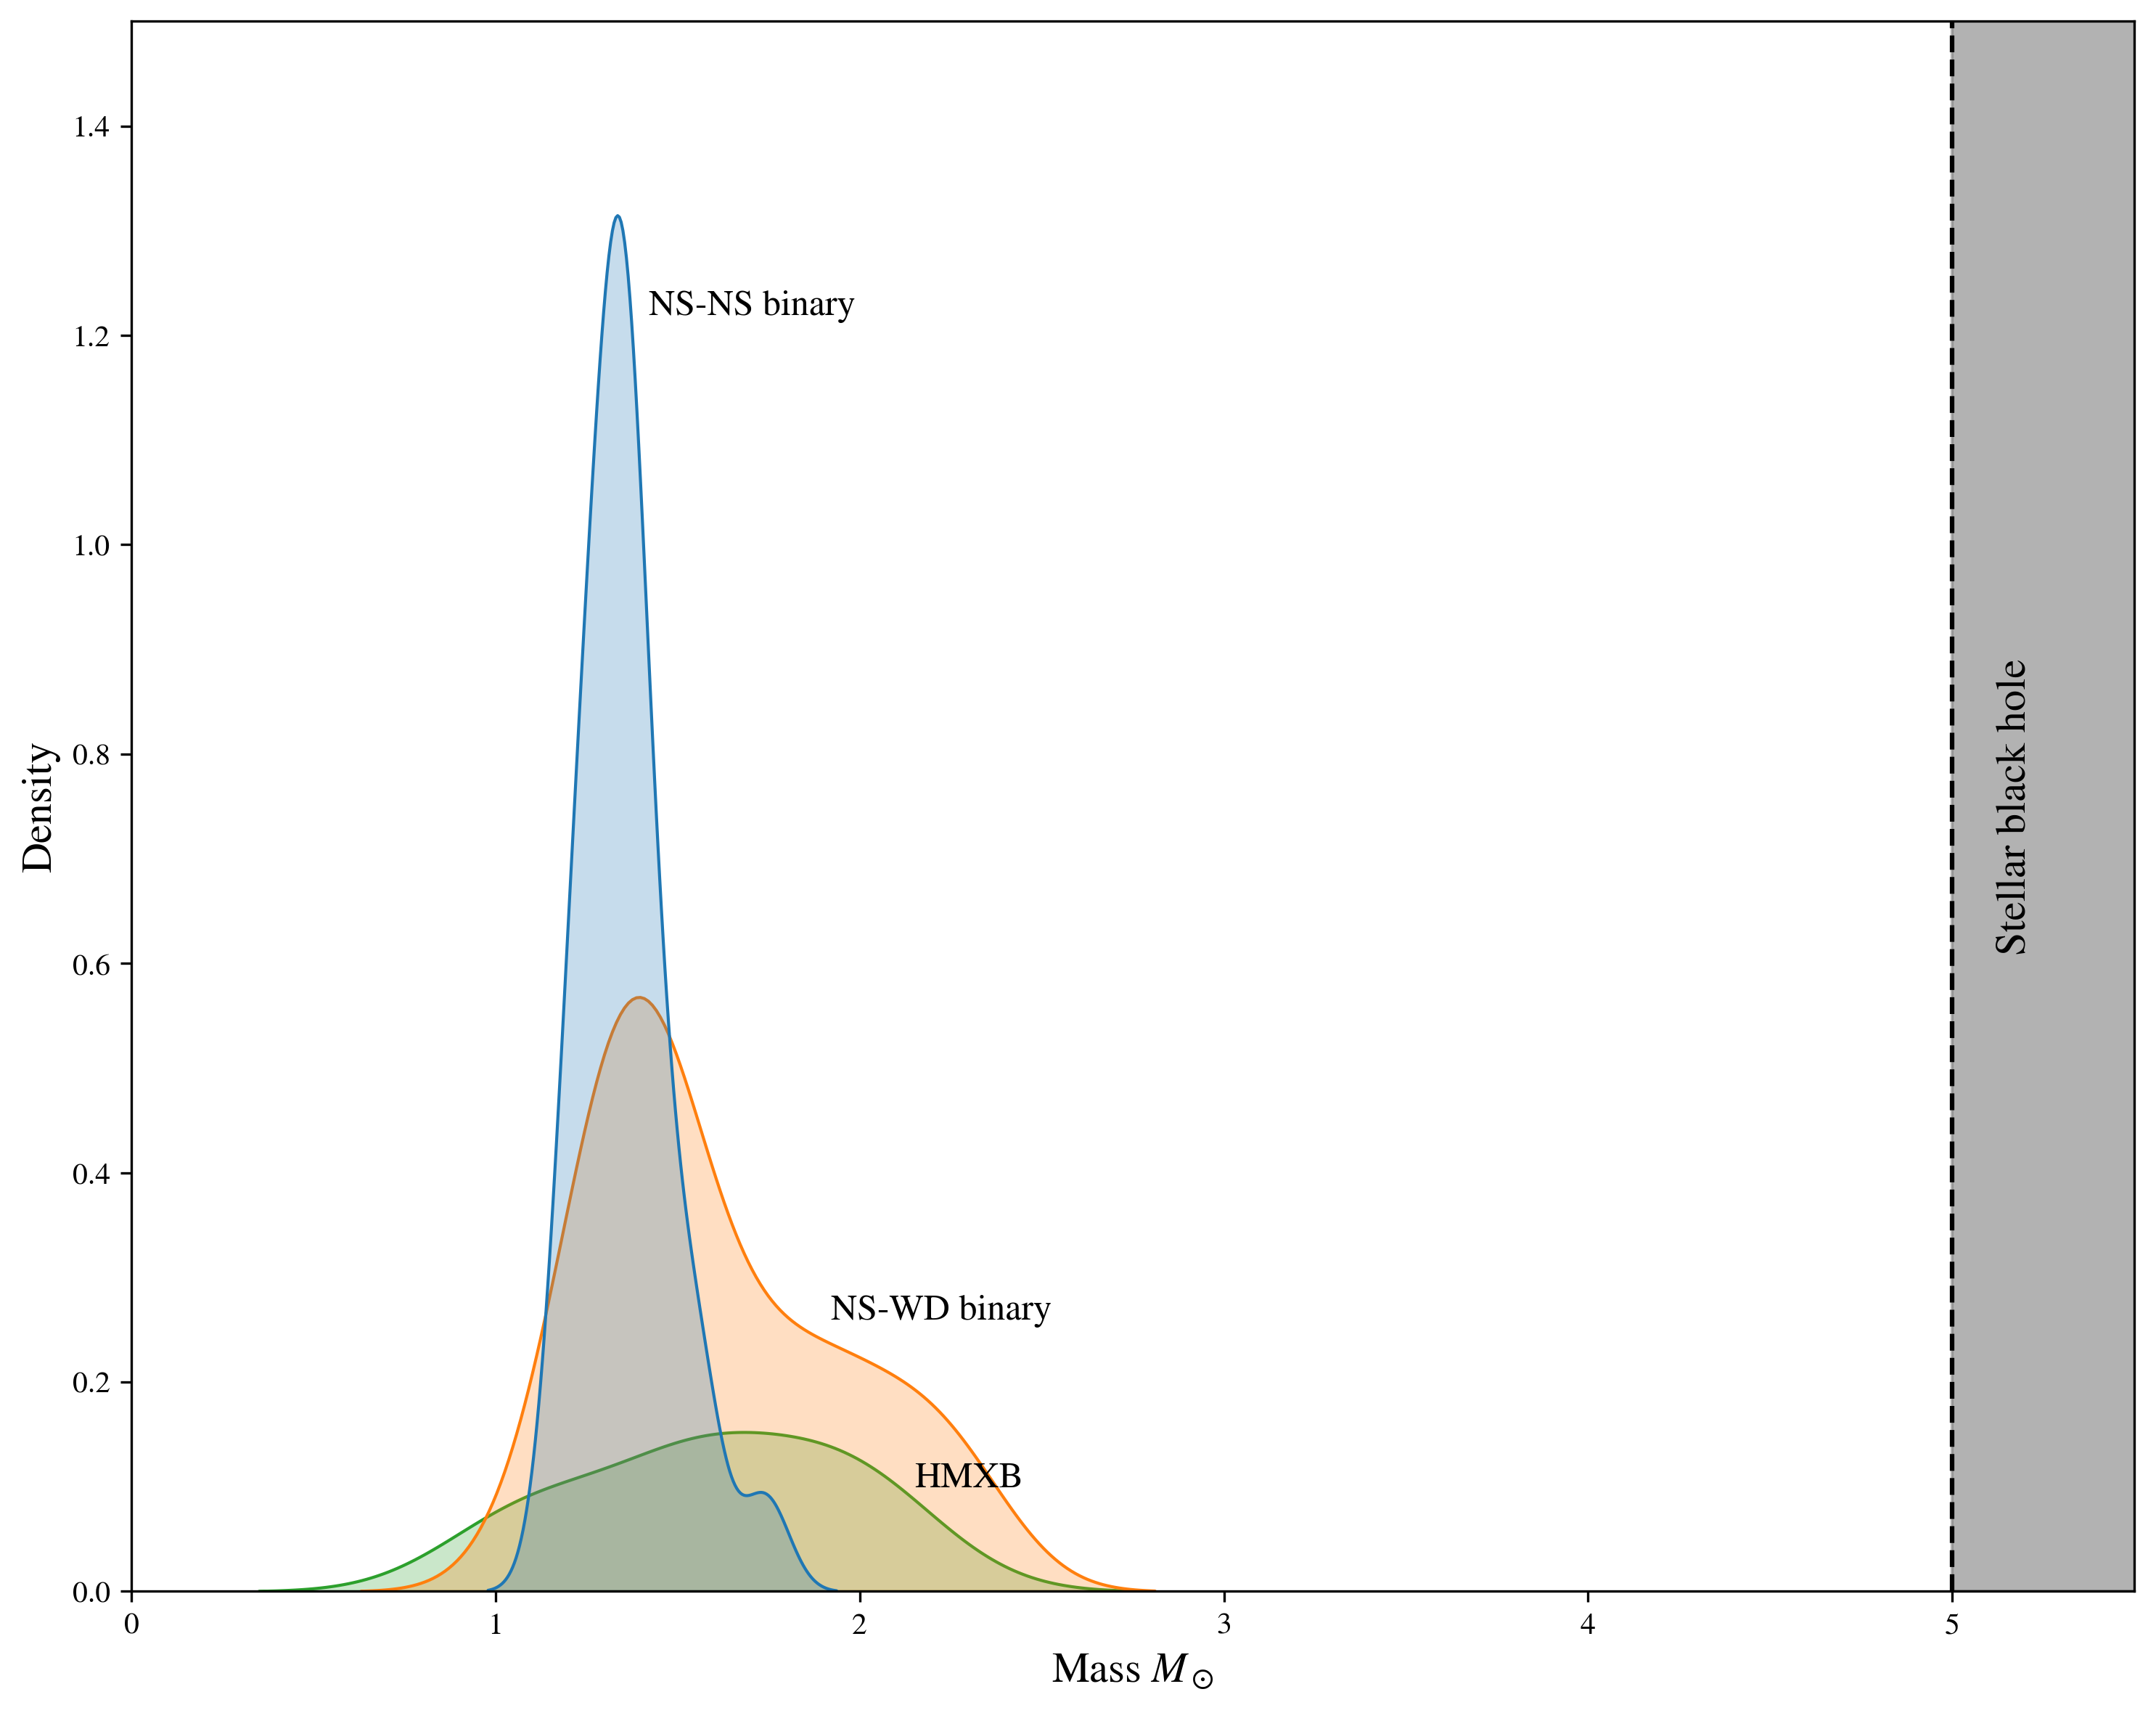 1.4
1.2
1.0
0.8
0.6
0.4
0.2
0.0
Density
NS-NS binary
NS-WD binary
HMXB
Stellar black hole
0 1 2 3 4 5
Mass M☉